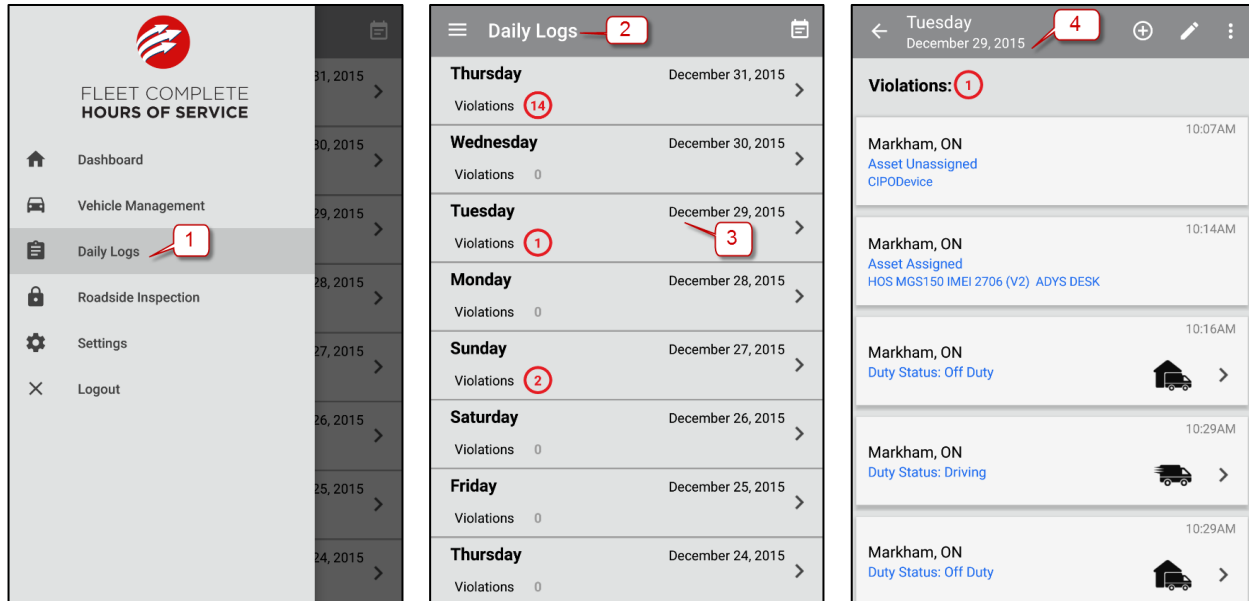 FLEET COMPLETE
HOURS OF SERVICE
Dashboard
Vehicle Management
Daily Logs
1
Roadside Inspection
Settings
Logout
31, 2015
30, 2015
29, 2015
28, 2015
27, 2015
26, 2015
25, 2015
24, 2015
Daily Logs
2
Thursday December 31, 2015
Violations 14
Wednesday December 30, 2015
Violations 0
Tuesday December 29, 2015
Violations 1
3
Monday December 28, 2015
Violations 0
Sunday December 27, 2015
Violations 2
Saturday December 26, 2015
Violations 0
Friday December 25, 2015
Violations 0
Thursday December 24, 2015
Violations 0
Tuesday
December 29, 2015
4
Violations: 1
10:07AM
Markham, ON
Asset Unassigned
CIPODevice
10:14AM
Markham, ON
Asset Assigned
HOS MGS150 IMEI 2706 (V2) ADYS DESK
10:16AM
Markham, ON
Duty Status: Off Duty
10:29AM
Markham, ON
Duty Status: Driving
10:29AM
Markham, ON
Duty Status: Off Duty